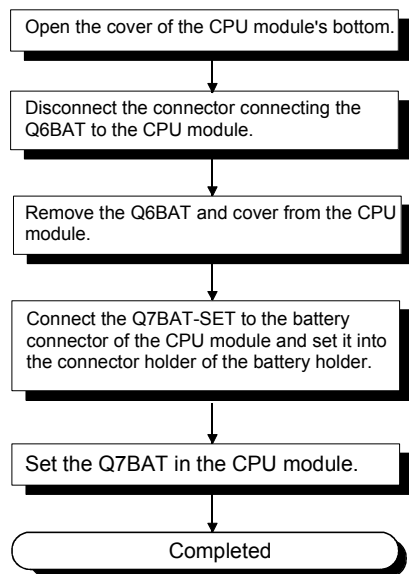 Open the cover of the CPU module's bottom.
Disconnect the connector connecting the
Q6BAT to the CPU module.
Remove the Q6BAT and cover from the CPU
module.
Connect the Q7BAT-SET to the battery
connector of the CPU module and set it into
the connector holder of the battery holder.
Set the Q7BAT in the CPU module.
Completed